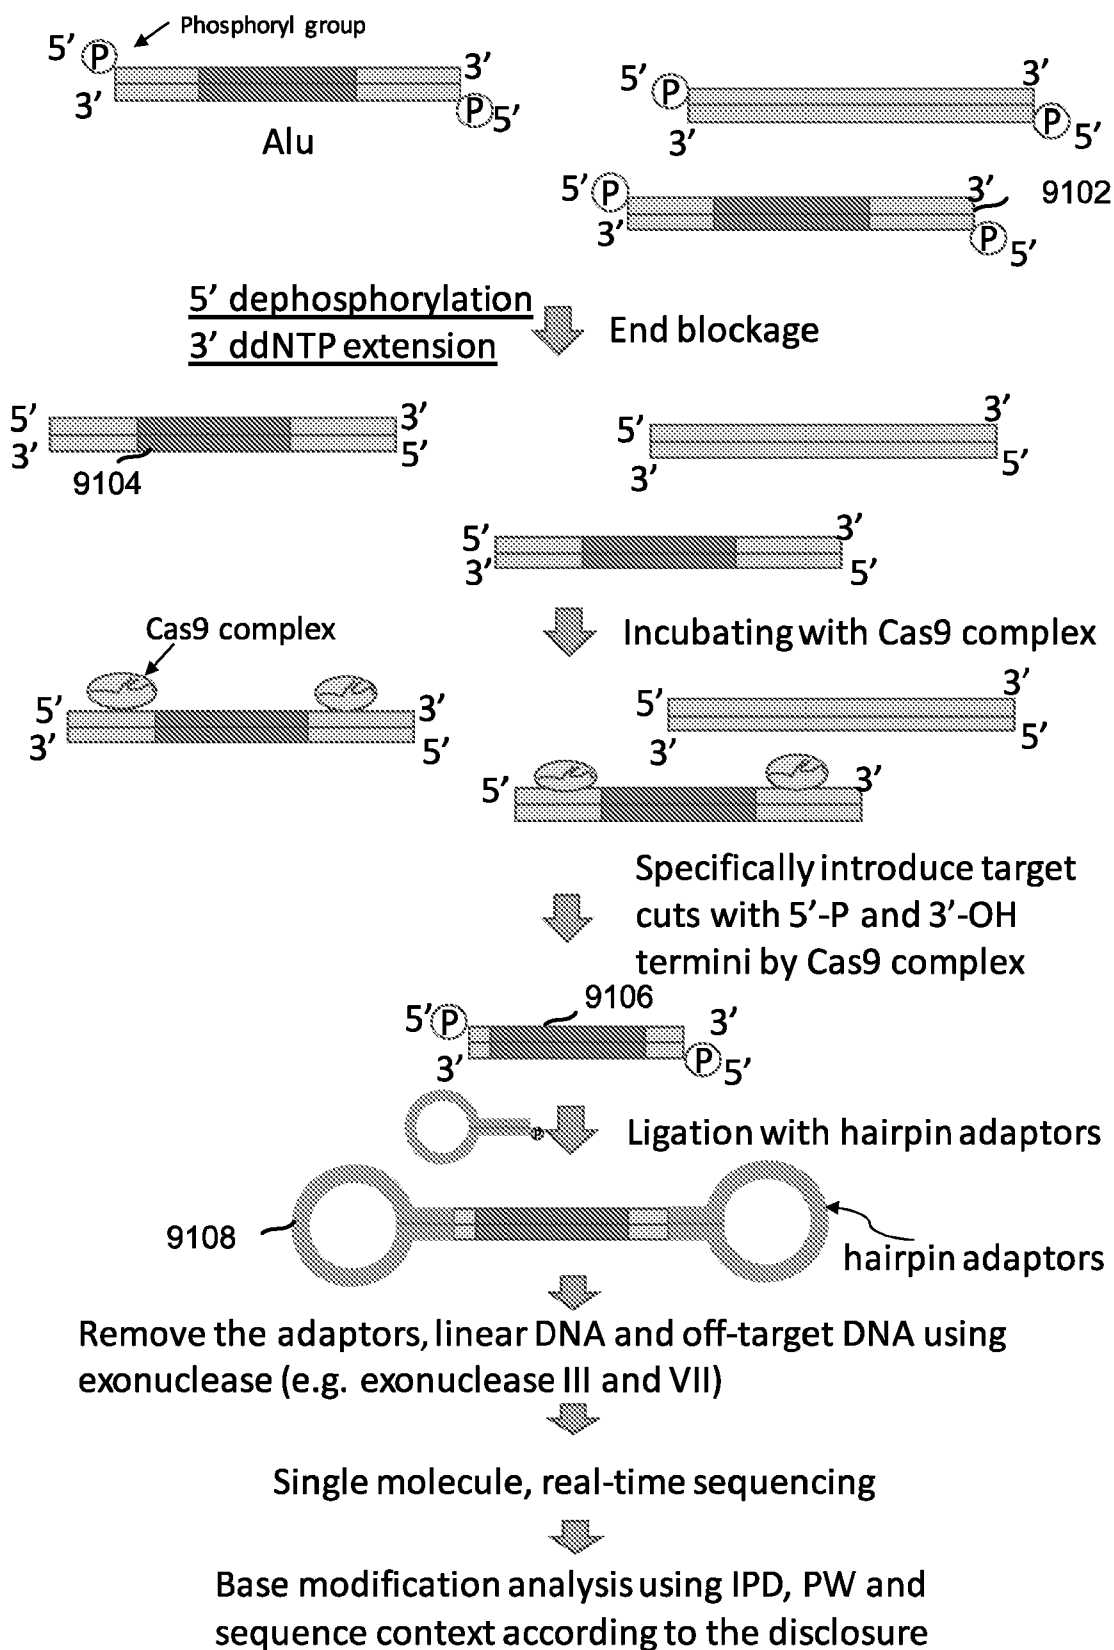 Phosphoryl group
5’ P
3’
3’
P 5’
Alu
5’ P
3’
3’
P 5’
5’ P
3’
3’
P 5’
9102
5’ dephosphorylation
3’ ddNTP extension
End blockage
5’
3’
3’
5’
9104
5’
3’
3’
5’
5’
3’
3’
5’
Incubating with Cas9 complex
Cas9 complex
5’
3’
3’
5’
5’
3’
3’
5’
5’
3’
Specifically introduce target
cuts with 5’-P and 3’-OH
termini by Cas9 complex
9106
5’ P
3’
3’
P 5’
Ligation with hairpin adaptors
9108
hairpin adaptors
Remove the adaptors, linear DNA and off-target DNA using
exonuclease (e.g. exonuclease III and VII)
Single molecule, real-time sequencing
Base modification analysis using IPD, PW and
sequence context according to the disclosure